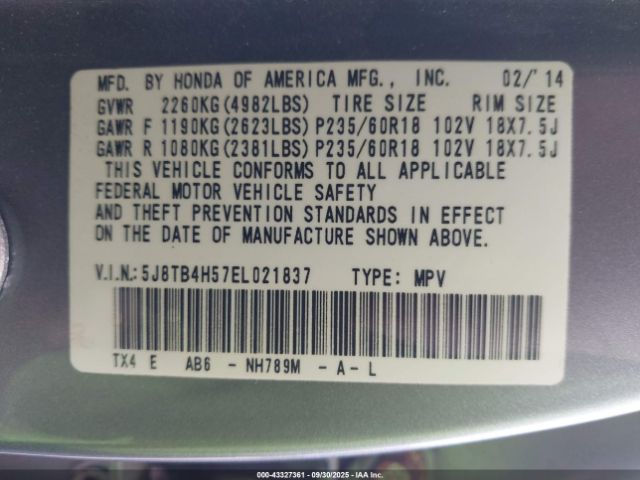 MFD. BY HONDA OF AMERICA MFG., INC. 02/'14
GVWR 2260KG(4982LBS) TIRE SIZE RIM SIZE
GAWR F 1190KG(2623LBS) P235/60R18 102V 18X7.5J
GAWR R 1080KG(2381LBS) P235/60R18 102V 18X7.5J
THIS VEHICLE CONFORMS TO ALL APPLICABLE
FEDERAL MOTOR VEHICLE SAFETY
AND THEFT PREVENTION STANDARDS IN EFFECT
ON THE DATE OF MANUFACTURE SHOWN ABOVE.
V.I.N.: 5J8TB4H57EL021837 TYPE: MPV
TX4 E AB6 - NH789M - A - L
000-43327361 | 09/30/2025 | IAAI.com